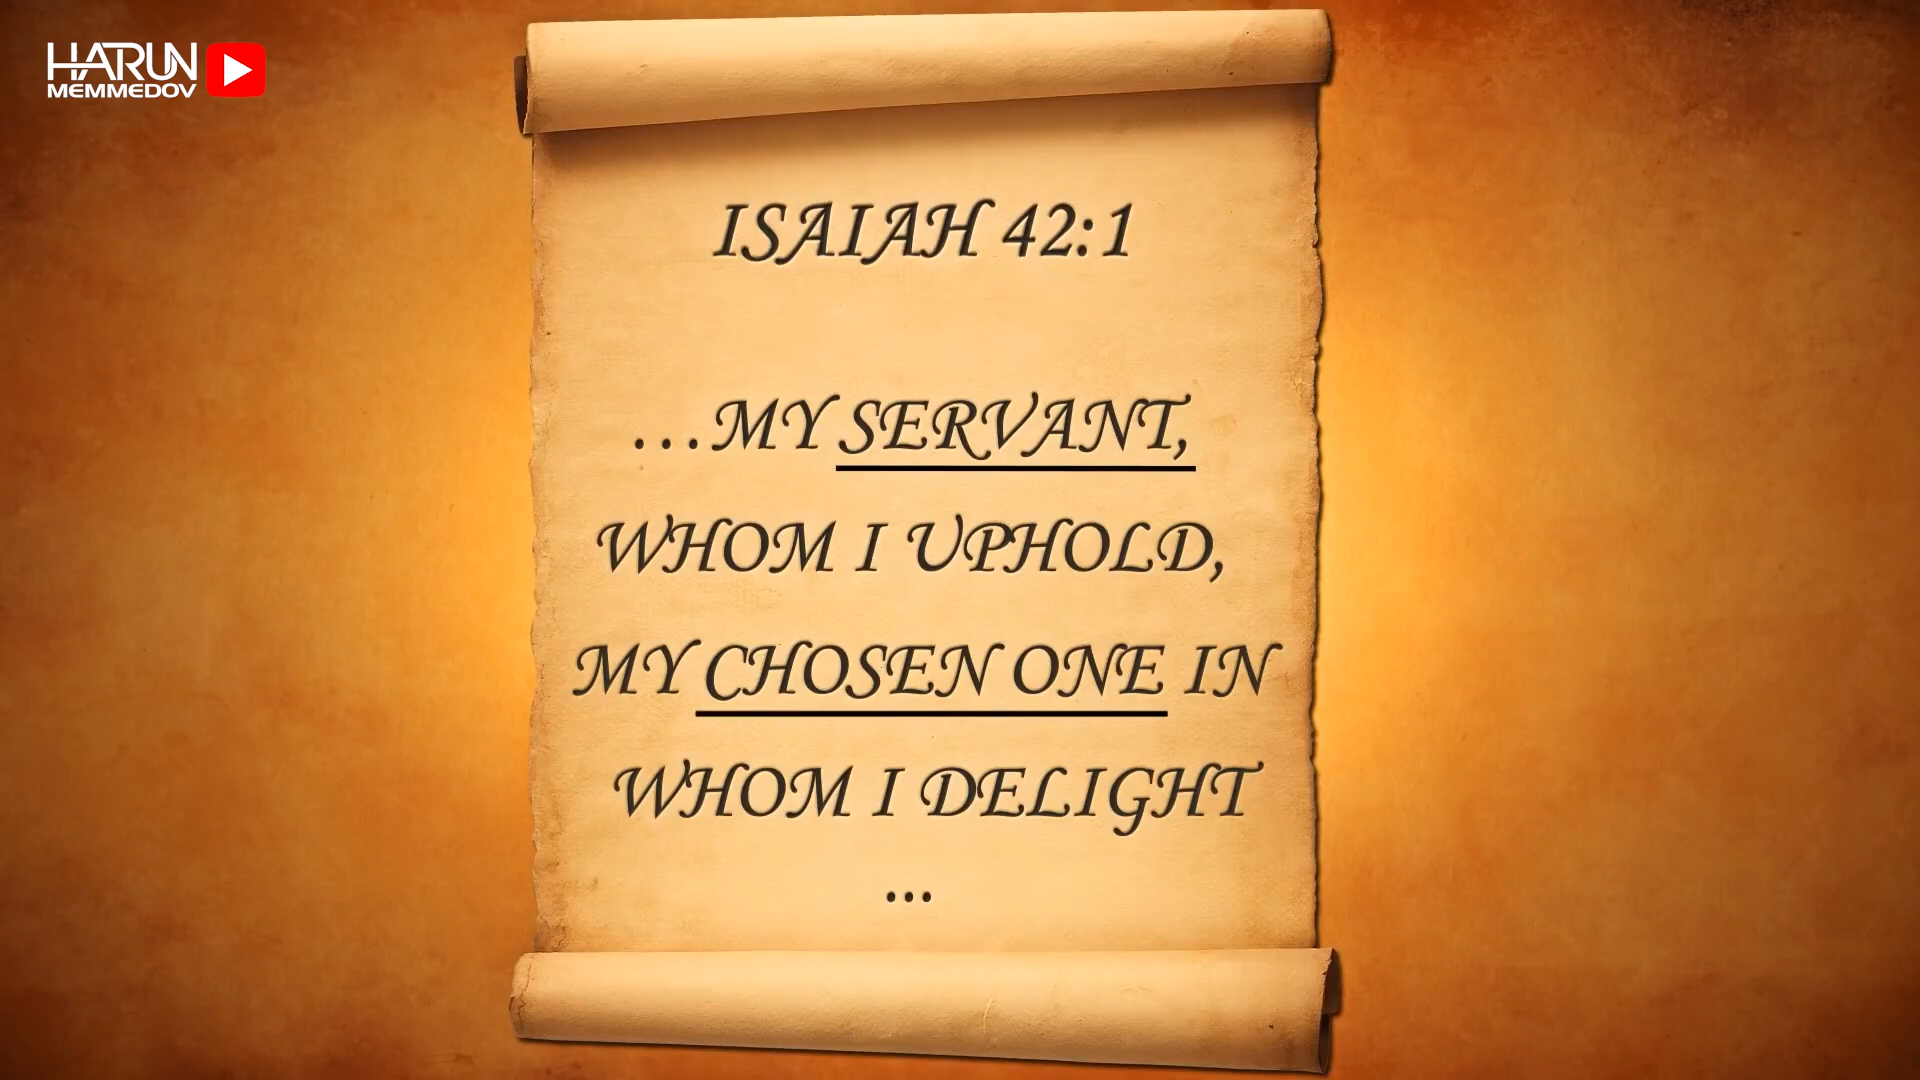 HARUN
MEMMEDOV
ISAIAH 42:1
...MY SERVANT,
WHOM I UPHOLD,
MY CHOSEN ONE IN
WHOM I DELIGHT
...